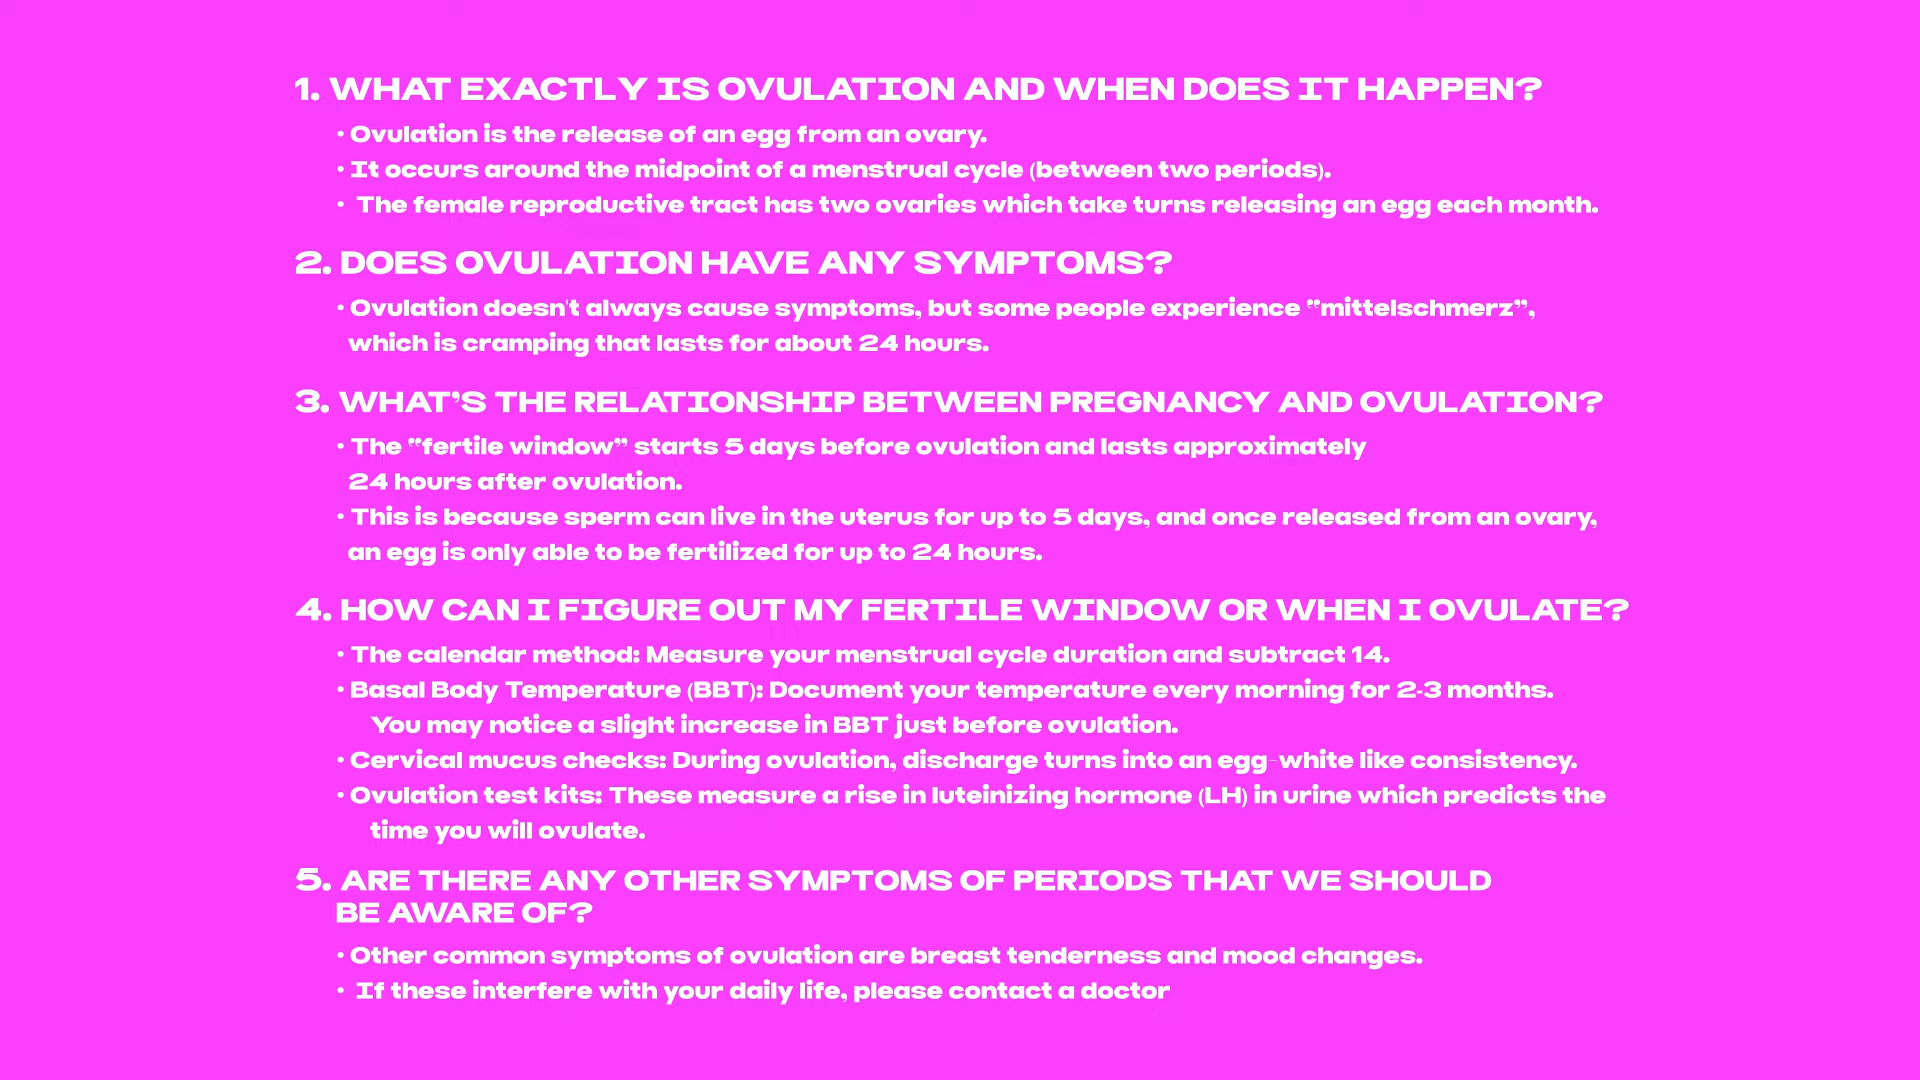 1. WHAT EXACTLY IS OVULATION AND WHEN DOES IT HAPPEN?
• Ovulation is the release of an egg from an ovary.
• It occurs around the midpoint of a menstrual cycle (between two periods).
• The female reproductive tract has two ovaries which take turns releasing an egg each month.
2. DOES OVULATION HAVE ANY SYMPTOMS?
• Ovulation doesn't always cause symptoms, but some people experience “mittelschmerz”,
which is cramping that lasts for about 24 hours.
3. WHAT’S THE RELATIONSHIP BETWEEN PREGNANCY AND OVULATION?
• The “fertile window” starts 5 days before ovulation and lasts approximately
24 hours after ovulation.
• This is because sperm can live in the uterus for up to 5 days, and once released from an ovary,
an egg is only able to be fertilized for up to 24 hours.
4. HOW CAN I FIGURE OUT MY FERTILE WINDOW OR WHEN I OVULATE?
• The calendar method: Measure your menstrual cycle duration and subtract 14.
• Basal Body Temperature (BBT): Document your temperature every morning for 2-3 months.
You may notice a slight increase in BBT just before ovulation.
• Cervical mucus checks: During ovulation, discharge turns into an egg-white like consistency.
• Ovulation test kits: These measure a rise in luteinizing hormone (LH) in urine which predicts the
time you will ovulate.
5. ARE THERE ANY OTHER SYMPTOMS OF PERIODS THAT WE SHOULD
BE AWARE OF?
• Other common symptoms of ovulation are breast tenderness and mood changes.
• If these interfere with your daily life, please contact a doctor